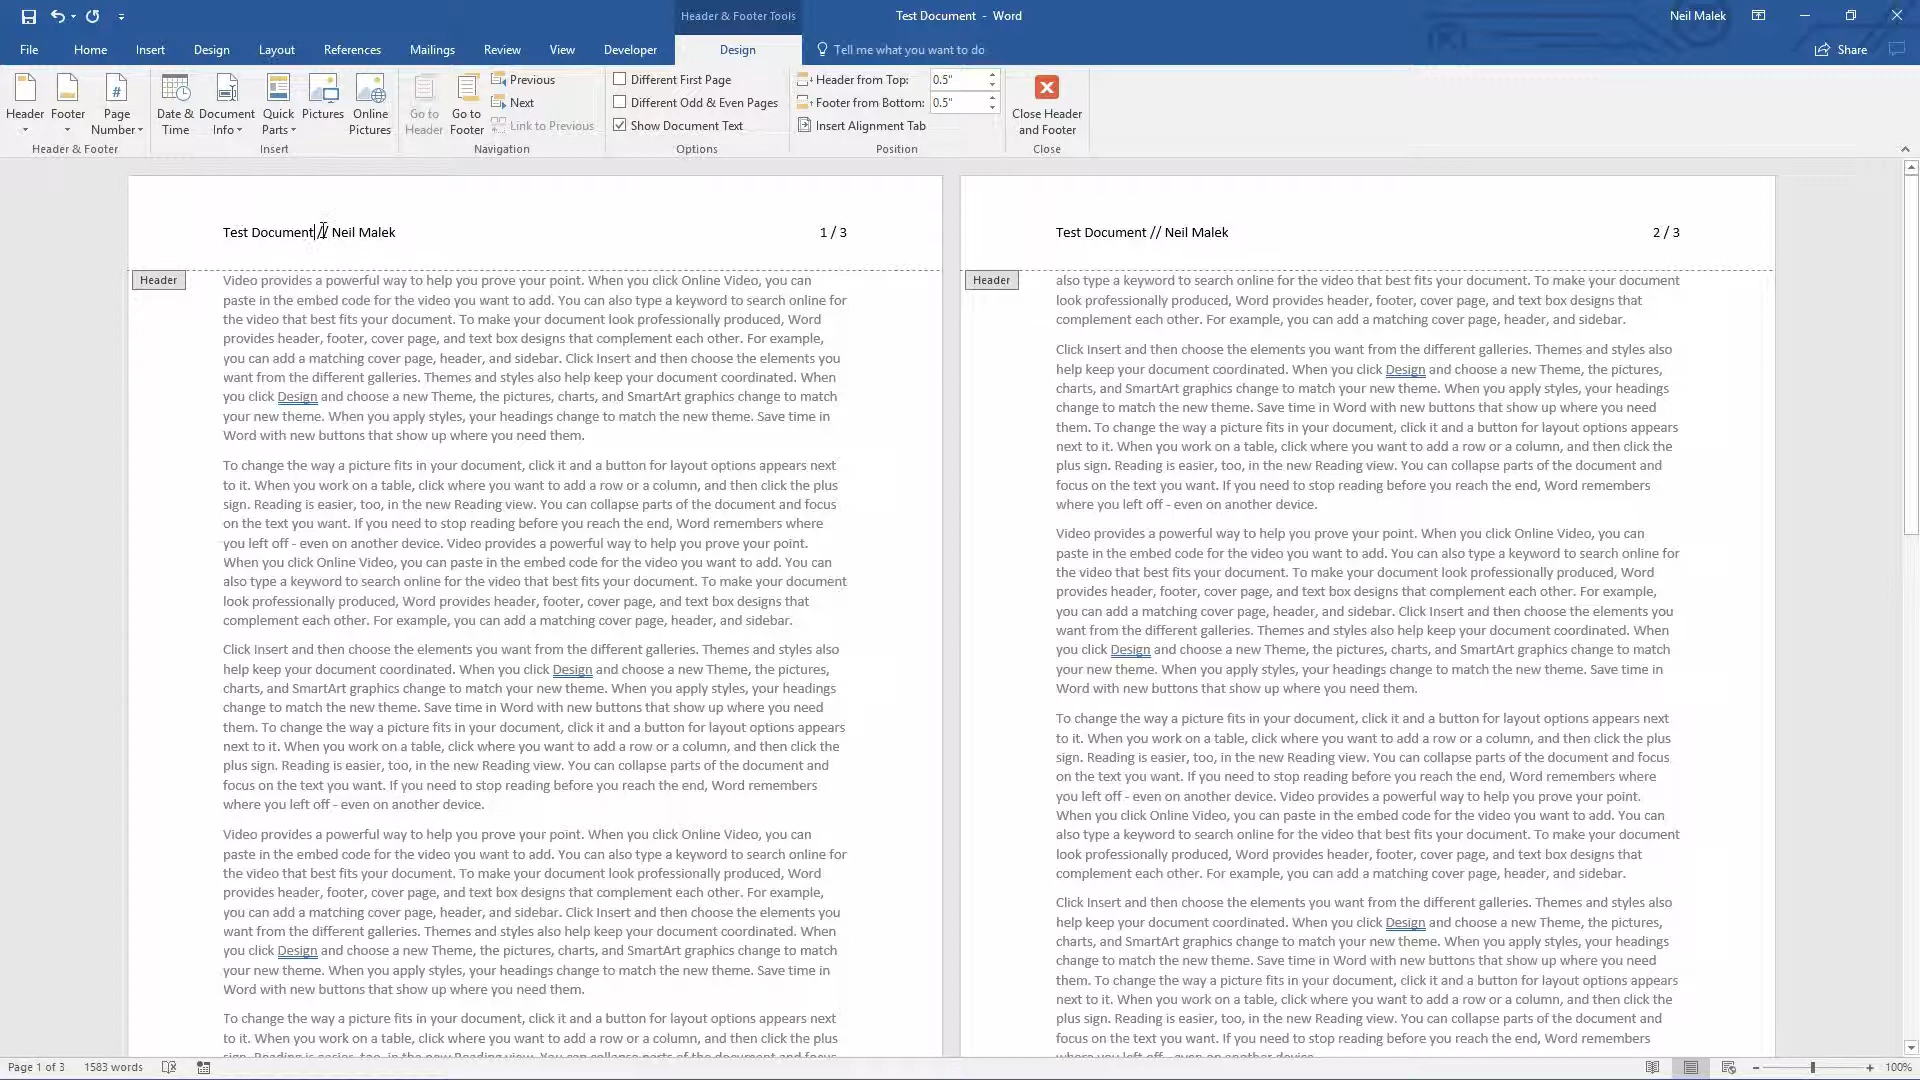 Header & Footer Tools
Test Document - Word
Neil Malek
File Home Insert Design Layout References Mailings Review View Developer Design Tell me what you want to do
Share
Header
Footer
Page Number
Header & Footer
Date & Time
Document Info
Quick Parts
Pictures
Online Pictures
Insert
Go to Header
Go to Footer
Previous
Next
Link to Previous
Navigation
Different First Page
Different Odd & Even Pages
Show Document Text
Options
Header from Top: 0.5"
Footer from Bottom: 0.5"
Insert Alignment Tab
Position
Close Header and Footer
Close
Test Document // Neil Malek 1 / 3
Header
Video provides a powerful way to help you prove your point. When you click Online Video, you can
paste in the embed code for the video you want to add. You can also type a keyword to search online for
the video that best fits your document. To make your document look professionally produced, Word
provides header, footer, cover page, and text box designs that complement each other. For example,
you can add a matching cover page, header, and sidebar. Click Insert and then choose the elements you
want from the different galleries. Themes and styles also help keep your document coordinated. When
you click Design and choose a new Theme, the pictures, charts, and SmartArt graphics change to match
your new theme. When you apply styles, your headings change to match the new theme. Save time in
Word with new buttons that show up where you need them.
To change the way a picture fits in your document, click it and a button for layout options appears next
to it. When you work on a table, click where you want to add a row or a column, and then click the plus
sign. Reading is easier, too, in the new Reading view. You can collapse parts of the document and focus
on the text you want. If you need to stop reading before you reach the end, Word remembers where
you left off - even on another device. Video provides a powerful way to help you prove your point.
When you click Online Video, you can paste in the embed code for the video you want to add. You can
also type a keyword to search online for the video that best fits your document. To make your document
look professionally produced, Word provides header, footer, cover page, and text box designs that
complement each other. For example, you can add a matching cover page, header, and sidebar.
Click Insert and then choose the elements you want from the different galleries. Themes and styles also
help keep your document coordinated. When you click Design and choose a new Theme, the pictures,
charts, and SmartArt graphics change to match your new theme. When you apply styles, your headings
change to match the new theme. Save time in Word with new buttons that show up where you need
them. To change the way a picture fits in your document, click it and a button for layout options appears
next to it. When you work on a table, click where you want to add a row or a column, and then click the
plus sign. Reading is easier, too, in the new Reading view. You can collapse parts of the document and
focus on the text you want. If you need to stop reading before you reach the end, Word remembers
where you left off - even on another device.
Video provides a powerful way to help you prove your point. When you click Online Video, you can
paste in the embed code for the video you want to add. You can also type a keyword to search online for
the video that best fits your document. To make your document look professionally produced, Word
provides header, footer, cover page, and text box designs that complement each other. For example,
you can add a matching cover page, header, and sidebar. Click Insert and then choose the elements you
want from the different galleries. Themes and styles also help keep your document coordinated. When
you click Design and choose a new Theme, the pictures, charts, and SmartArt graphics change to match
your new theme. When you apply styles, your headings change to match the new theme. Save time in
Word with new buttons that show up where you need them.
To change the way a picture fits in your document, click it and a button for layout options appears next
to it. When you work on a table, click where you want to add a row or a column, and then click the plus
sign. Reading is easier, too, in the new Reading view. You can collapse parts of the document and focus
Test Document // Neil Malek 2 / 3
Header
also type a keyword to search online for the video that best fits your document. To make your document
look professionally produced, Word provides header, footer, cover page, and text box designs that
complement each other. For example, you can add a matching cover page, header, and sidebar.
Click Insert and then choose the elements you want from the different galleries. Themes and styles also
help keep your document coordinated. When you click Design and choose a new Theme, the pictures,
charts, and SmartArt graphics change to match your new theme. When you apply styles, your headings
change to match the new theme. Save time in Word with new buttons that show up where you need
them. To change the way a picture fits in your document, click it and a button for layout options appears
next to it. When you work on a table, click where you want to add a row or a column, and then click the
plus sign. Reading is easier, too, in the new Reading view. You can collapse parts of the document and
focus on the text you want. If you need to stop reading before you reach the end, Word remembers
where you left off - even on another device.
Video provides a powerful way to help you prove your point. When you click Online Video, you can
paste in the embed code for the video you want to add. You can also type a keyword to search online for
the video that best fits your document. To make your document look professionally produced, Word
provides header, footer, cover page, and text box designs that complement each other. For example,
you can add a matching cover page, header, and sidebar. Click Insert and then choose the elements you
want from the different galleries. Themes and styles also help keep your document coordinated. When
you click Design and choose a new Theme, the pictures, charts, and SmartArt graphics change to match
your new theme. When you apply styles, your headings change to match the new theme. Save time in
Word with new buttons that show up where you need them.
To change the way a picture fits in your document, click it and a button for layout options appears next
to it. When you work on a table, click where you want to add a row or a column, and then click the plus
sign. Reading is easier, too, in the new Reading view. You can collapse parts of the document and focus
on the text you want. If you need to stop reading before you reach the end, Word remembers where
you left off - even on another device. Video provides a powerful way to help you prove your point.
When you click Online Video, you can paste in the embed code for the video you want to add. You can
also type a keyword to search online for the video that best fits your document. To make your document
look professionally produced, Word provides header, footer, cover page, and text box designs that
complement each other. For example, you can add a matching cover page, header, and sidebar.
Click Insert and then choose the elements you want from the different galleries. Themes and styles also
help keep your document coordinated. When you click Design and choose a new Theme, the pictures,
charts, and SmartArt graphics change to match your new theme. When you apply styles, your headings
change to match the new theme. Save time in Word with new buttons that show up where you need
them. To change the way a picture fits in your document, click it and a button for layout options appears
next to it. When you work on a table, click where you want to add a row or a column, and then click the
plus sign. Reading is easier, too, in the new Reading view. You can collapse parts of the document and
focus on the text you want. If you need to stop reading before you reach the end, Word remembers
where you left off - even on another device.
Page 1 of 3 1583 words
100%